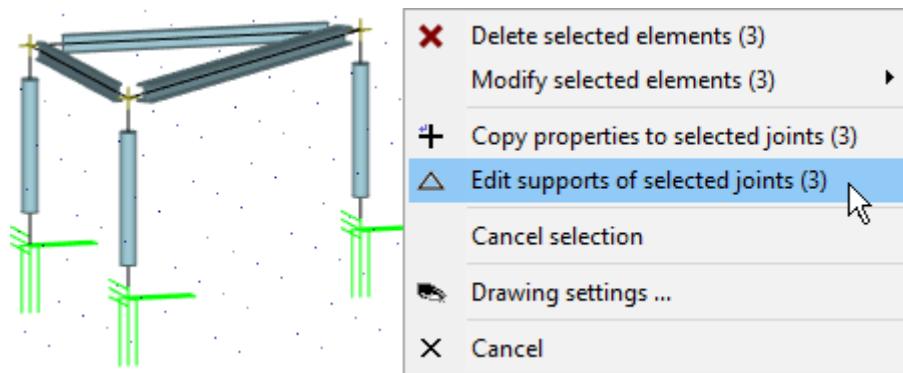 Delete selected elements (3)
Modify selected elements (3)
Copy properties to selected joints (3)
Edit supports of selected joints (3)
Cancel selection
Drawing settings ...
Cancel